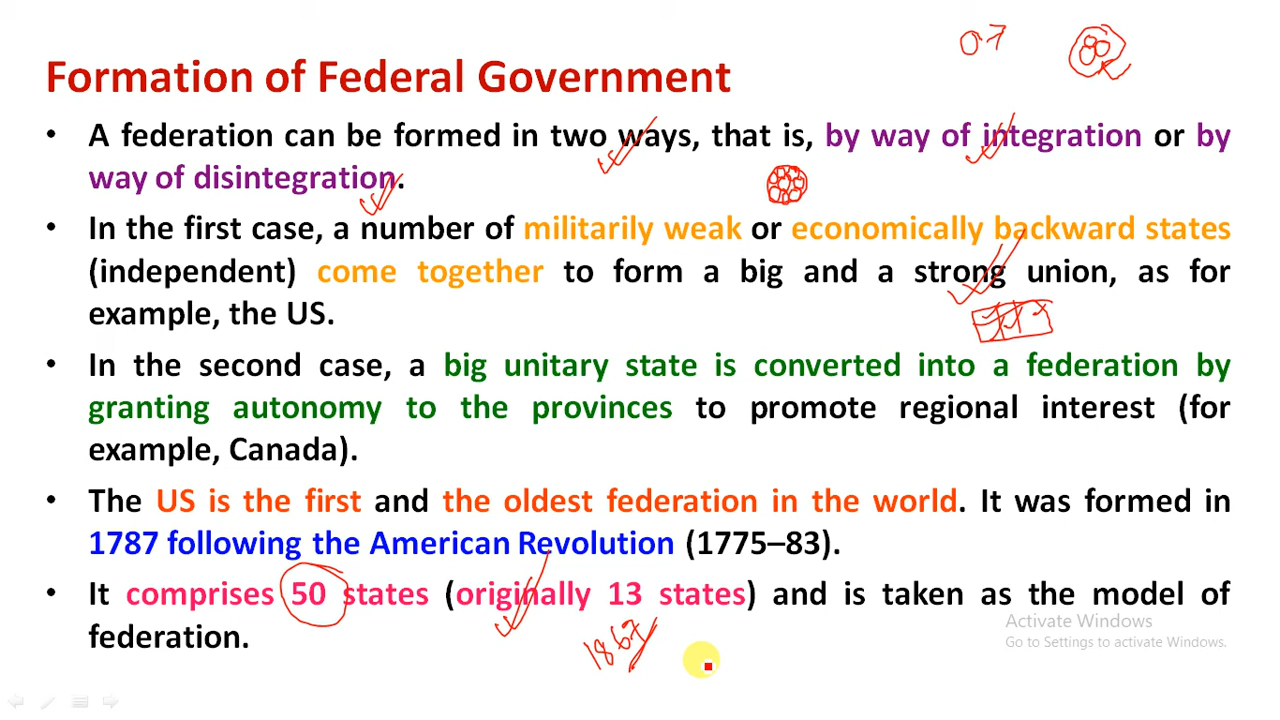 Formation of Federal Government
• A federation can be formed in two ways, that is, by way of integration or by
way of disintegration.
• In the first case, a number of militarily weak or economically backward states
(independent) come together to form a big and a strong union, as for
example, the US.
• In the second case, a big unitary state is converted into a federation by
granting autonomy to the provinces to promote regional interest (for
example, Canada).
• The US is the first and the oldest federation in the world. It was formed in
1787 following the American Revolution (1775–83).
• It comprises 50 states (originally 13 states) and is taken as the model of
federation.
1867
Activate Windows
Go to Settings to activate Windows.